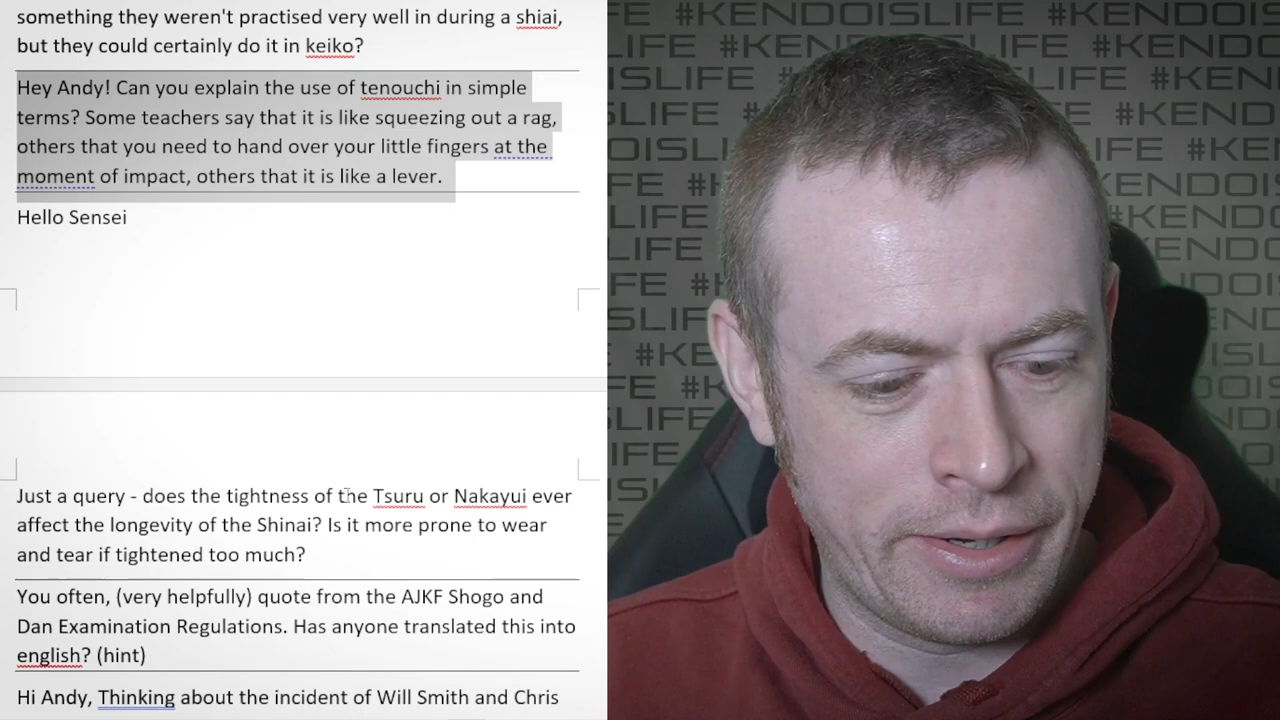 something they weren't practised very well in during a shiai,
but they could certainly do it in keiko?
Hey Andy! Can you explain the use of tenouchi in simple
terms? Some teachers say that it is like squeezing out a rag,
others that you need to hand over your little fingers at the
moment of impact, others that it is like a lever.
Hello Sensei
Just a query - does the tightness of the Tsuru or Nakayui ever
affect the longevity of the Shinai? Is it more prone to wear
and tear if tightened too much?
You often, (very helpfully) quote from the AJKF Shogo and
Dan Examination Regulations. Has anyone translated this into
english? (hint)
Hi Andy, Thinking about the incident of Will Smith and Chris
#KENDOISLIFE #KENDOISLIFE